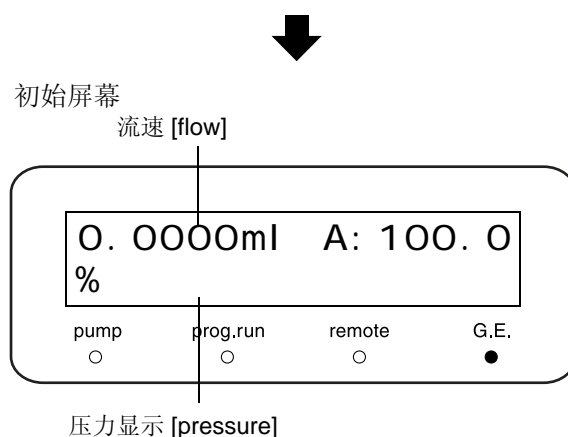 初始屏幕
流速 [flow]
0. 0000ml A: 100. 0
%
pump prog.run remote G.E.
压力显示 [pressure]